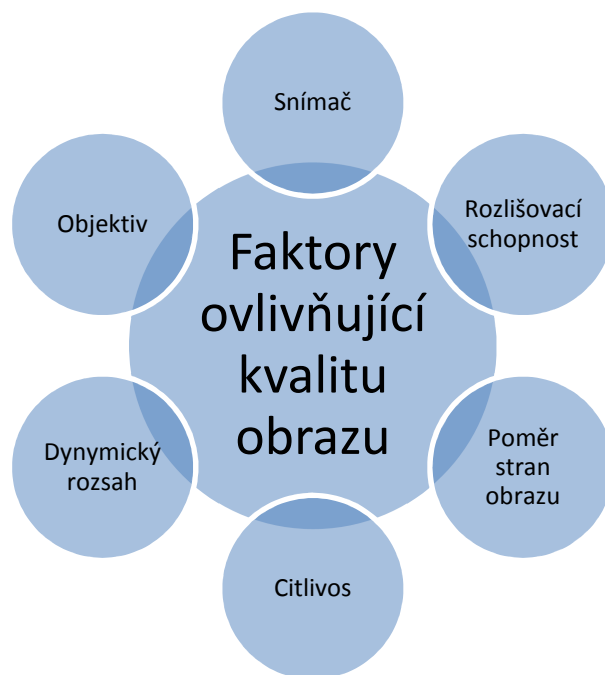 Snímač
Objektiv
Rozlišovací
schopnost
Faktory
ovlivňující
kvalitu
obrazu
Dynymický
rozsah
Poměr
stran
obrazu
Citlivos